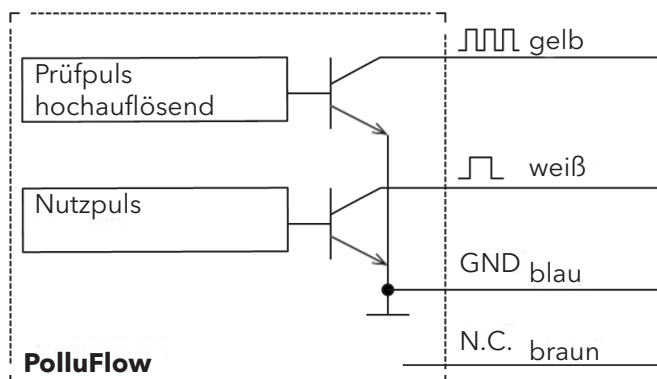 gelb
Prüfpuls
hochauflösend
weiß
Nutzpuls
GND blau
N.C. braun
PolluFlow